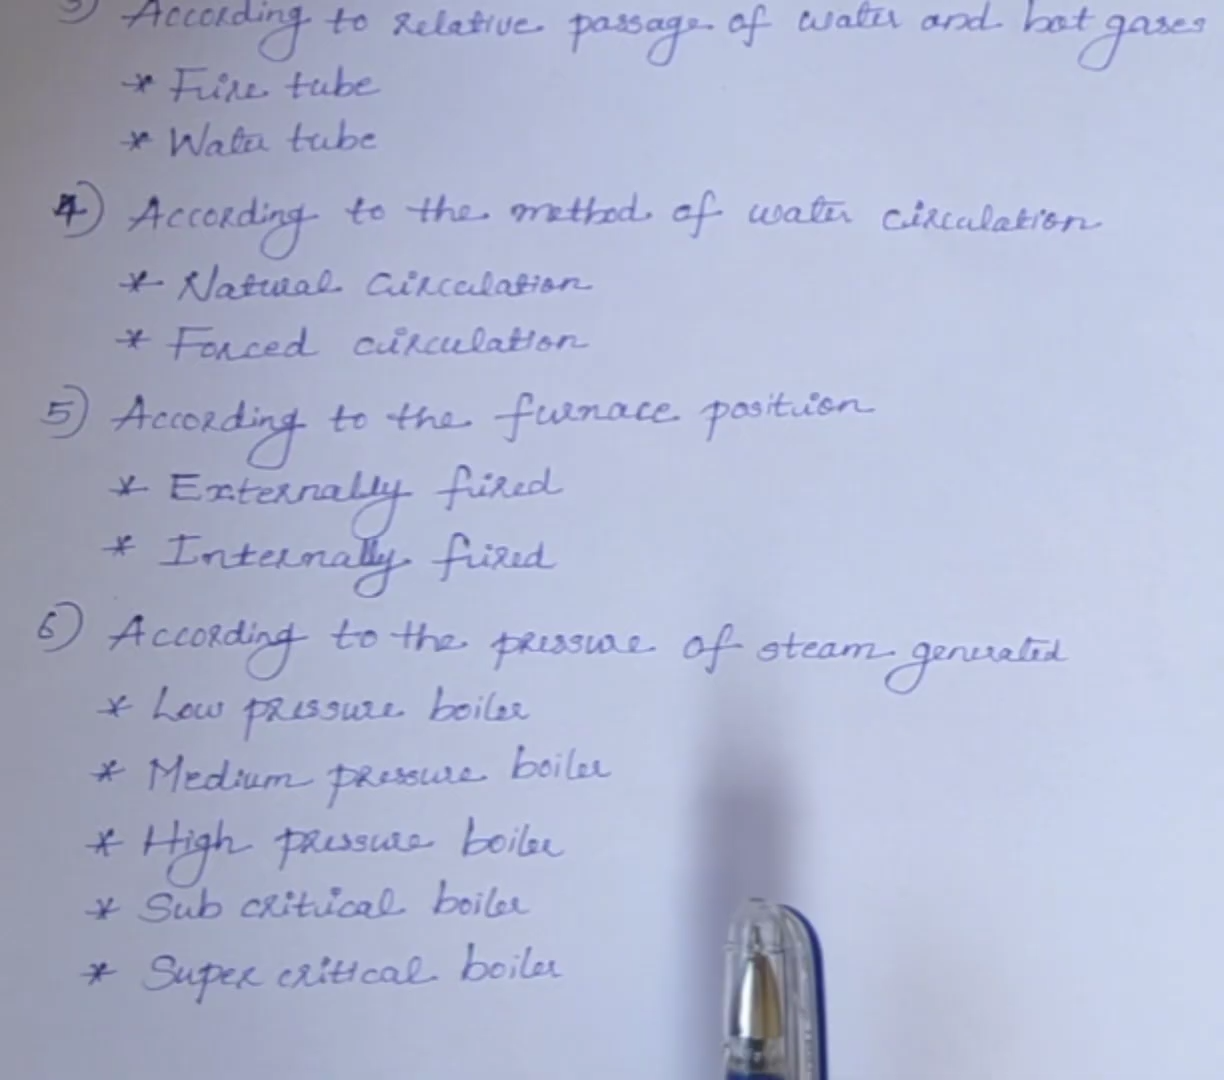 3) According to relative passage of water and hot gases
* Fire tube
* Water tube
4) According to the method of water circulation
* Natural circulation
* Forced circulation
5) According to the furnace position
* Externally fired
* Internally fired
6) According to the pressure of steam generated
* Low pressure boiler
* Medium pressure boiler
* High pressure boiler
* Sub critical boiler
* Super critical boiler